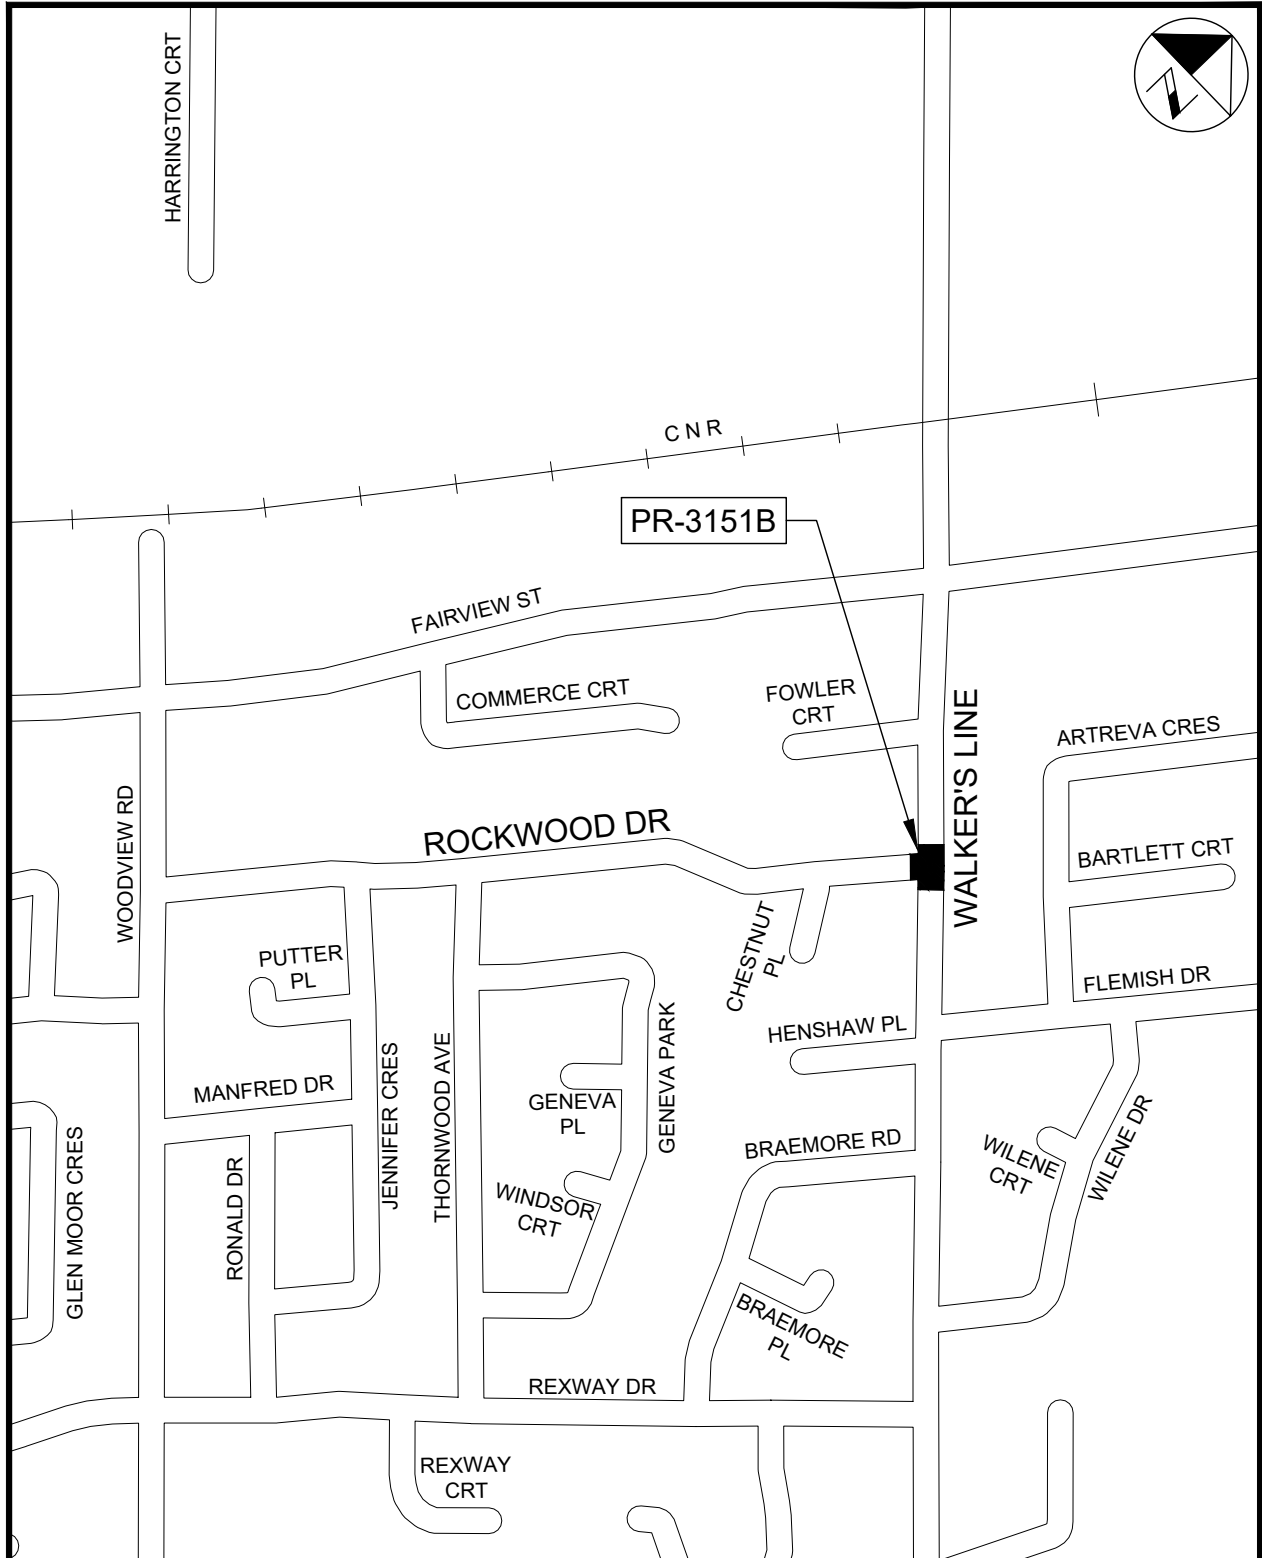 HARRINGTON CRT
C N R
PR-3151B
FAIRVIEW ST
COMMERCE CRT
FOWLER
CRT
WALKER'S LINE
ARTREVA CRES
WOODVIEW RD
ROCKWOOD DR
BARTLETT CRT
CHESTNUT
PL
PUTTER
PL
FLEMISH DR
HENSHAW PL
GENEVA PARK
JENNIFER CRES
THORNWOOD AVE
MANFRED DR
GENEVA
PL
BRAEMORE RD
WILENE
CRT
WILENE DR
GLEN MOOR CRES
RONALD DR
WINDSOR
CRT
BRAEMORE
PL
REXWAY DR
REXWAY
CRT